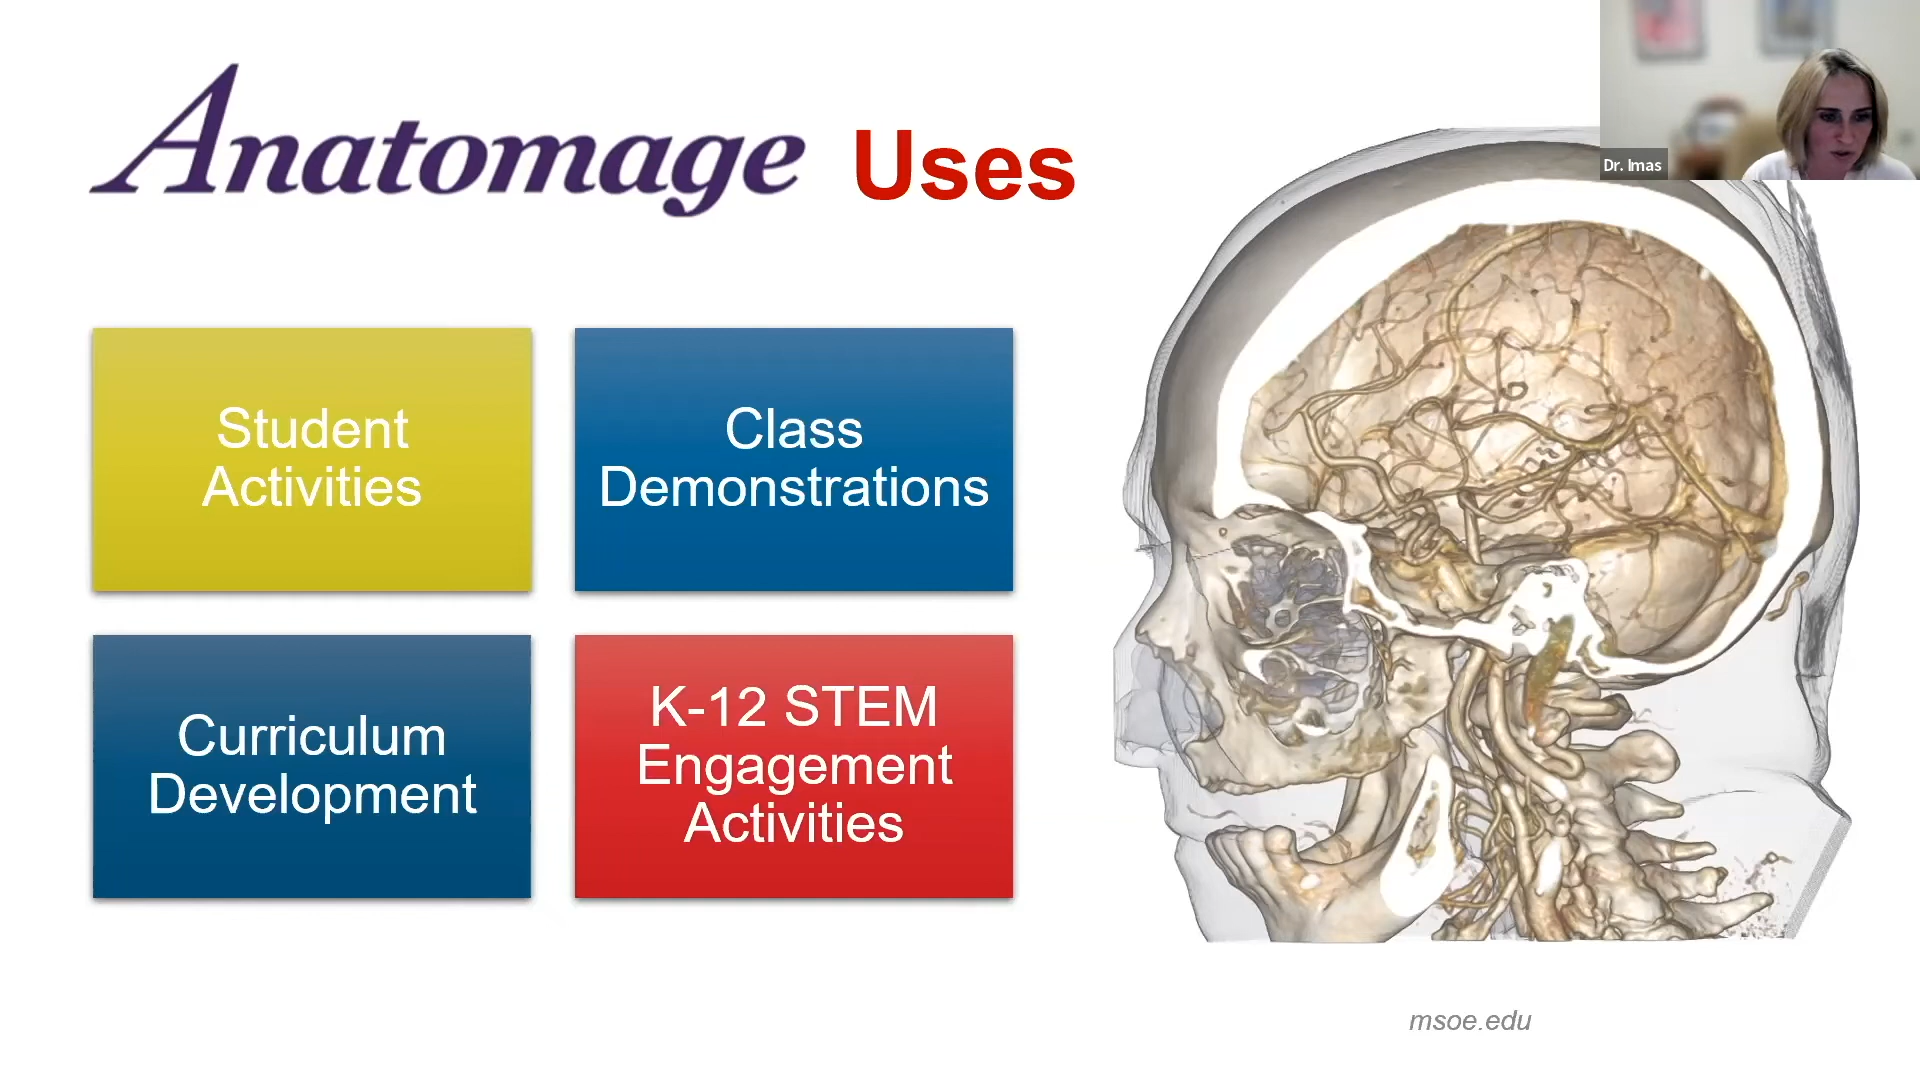 Anatomage Uses
Dr. Imas
Student
Activities
Class
Demonstrations
Curriculum
Development
K-12 STEM
Engagement
Activities
msoe.edu